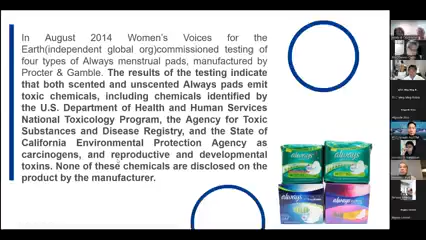 In August 2014 Women's Voices for the
Earth(independent global org)commissioned testing of
four types of Always menstrual pads, manufactured by
Procter & Gamble. The results of the testing indicate
that both scented and unscented Always pads emit
toxic chemicals, including chemicals identified by
the U.S. Department of Health and Human Services
National Toxicology Program, the Agency for Toxic
Substances and Disease Registry, and the State of
California Environmental Protection Agency as
carcinogens, and reproductive and developmental
toxins. None of these chemicals are disclosed on the
product by the manufacturer.
always
always
always
always